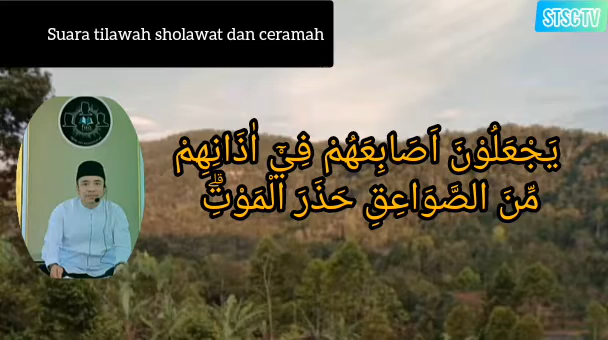 Suara tilawah sholawat dan ceramah
STSCTV
يَجْعَلُوْنَ اَصَابِعَهُمْ فِيْٓ اٰذَانِهِمْ
مِّنَ الصَّوَاعِقِ حَذَرَ الْمَوْتِۗ